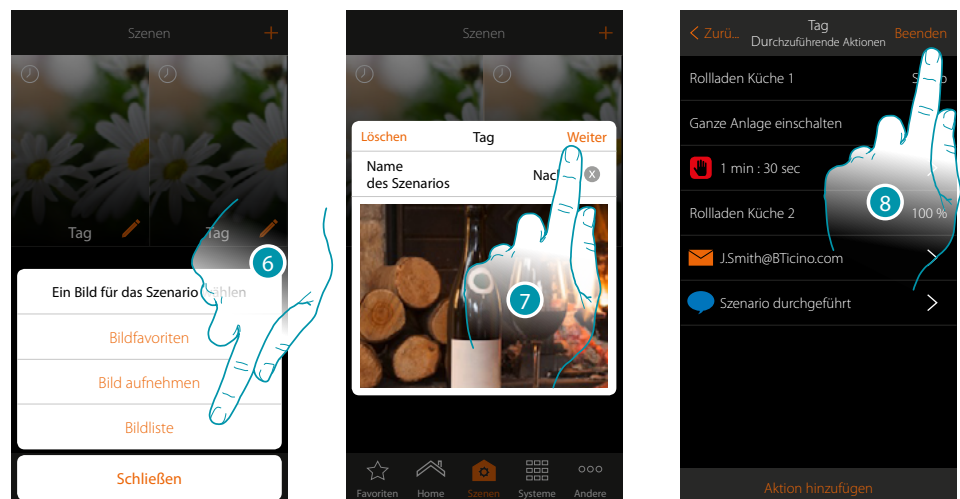 Szenen +
Tag
Tag
6
Ein Bild für das Szenario
Bildfavoriten
Bild aufnehmen
Bildliste
Schließen
Szenen +
Löschen Tag Weiter
Name
des Szenarios
x
7
Favoriten Home Szenen Systeme Andere
Zurü... Tag Beenden
Durchzuführende Aktionen
Rollladen Küche 1
Ganze Anlage einschalten
1 min : 30 sec
8
Rollladen Küche 2 100 %
J.Smith@BTicino.com
Szenario durchgeführt
Aktion hinzufügen